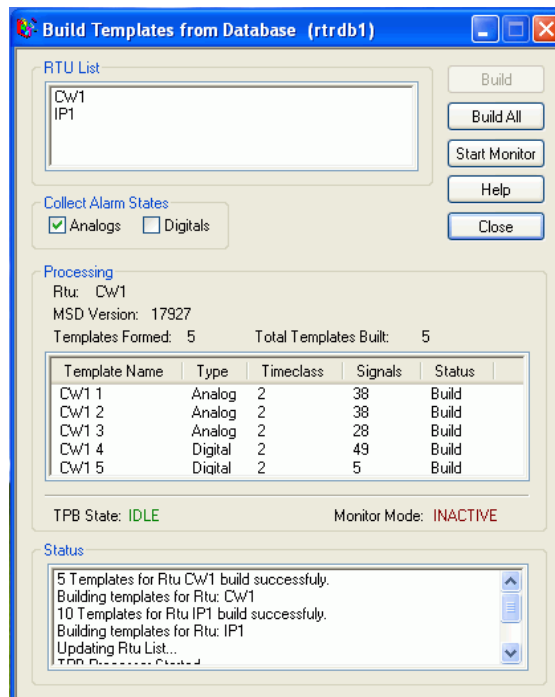 Build Templates from Database (rtrdb1)
RTU List
CW1
IP1
Build
Build All
Start Monitor
Help
Close
Collect Alarm States
Analogs Digitals
Processing
Rtu: CW1
MSD Version: 17927
Templates Formed: 5 Total Templates Built: 5
Template Name Type Timeclass Signals Status
CW1 1 Analog 2 38 Build
CW1 2 Analog 2 38 Build
CW1 3 Analog 2 28 Build
CW1 4 Digital 2 49 Build
CW1 5 Digital 2 5 Build
TPB State: IDLE Monitor Mode: INACTIVE
Status
5 Templates for Rtu CW1 build successfuly.
Building templates for Rtu: CW1
10 Templates for Rtu IP1 build successfuly.
Building templates for Rtu: IP1
Updating Rtu List...
TPB Processor Started